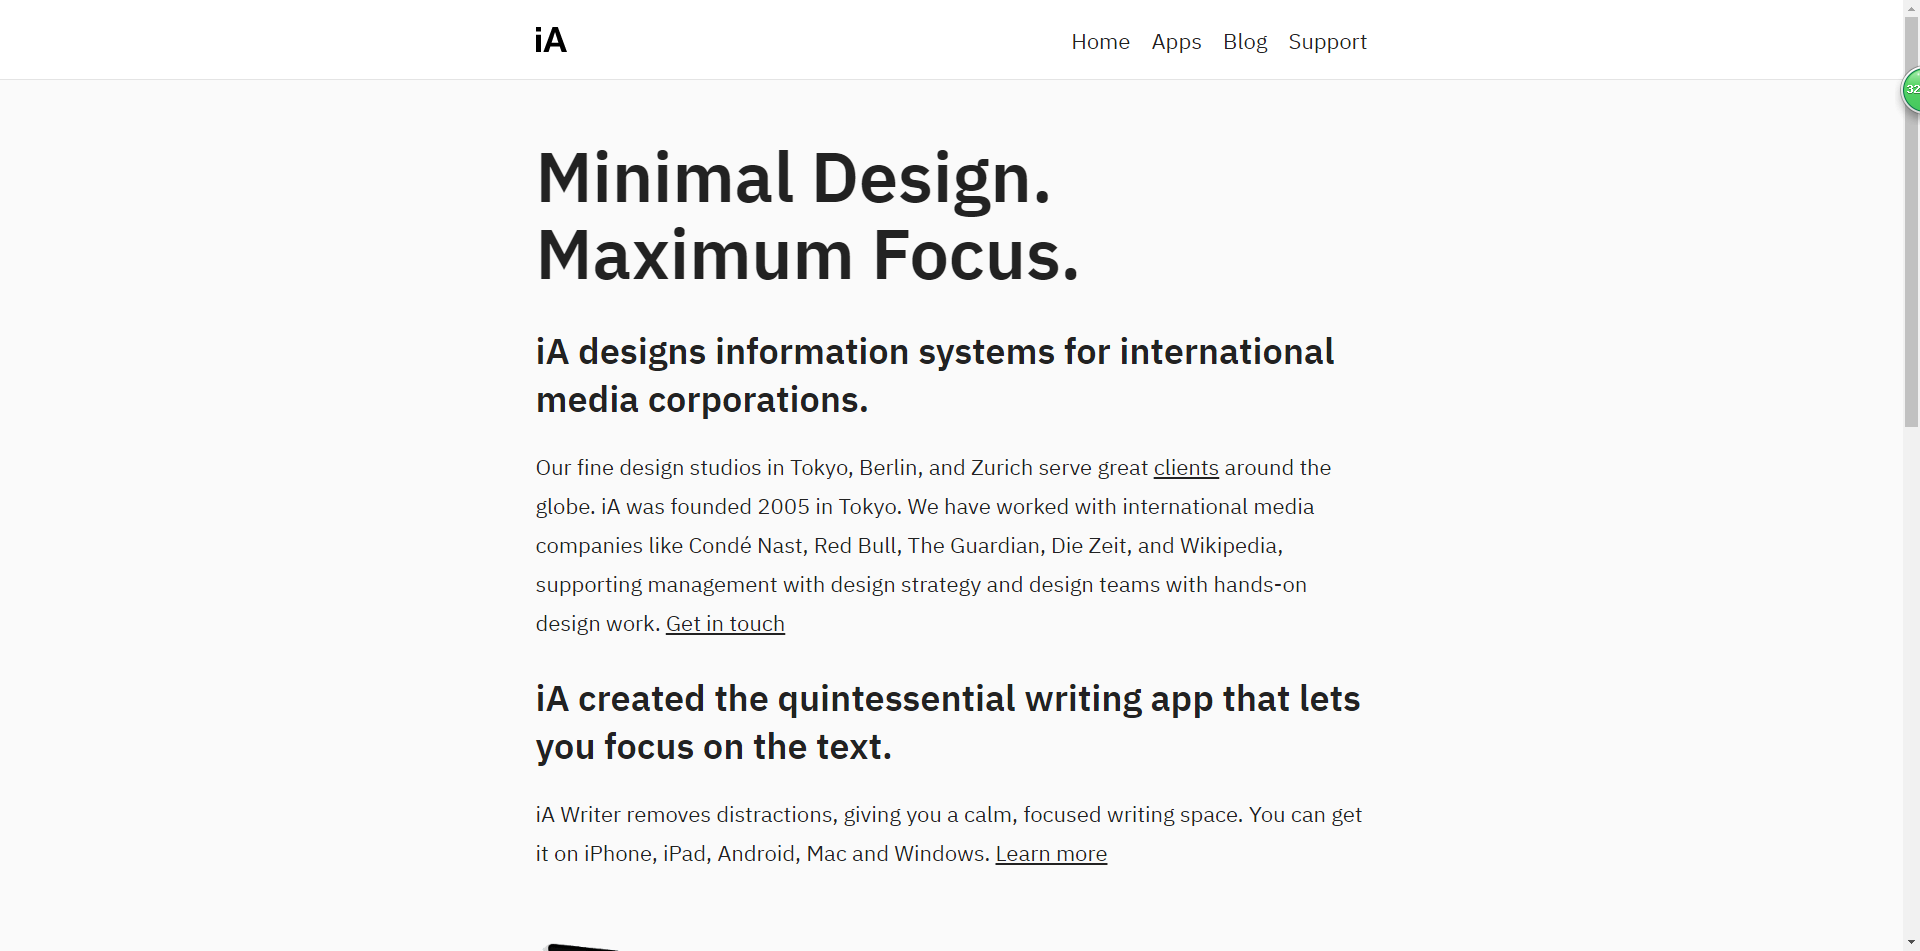 iA
Home Apps Blog Support
32
Minimal Design.
Maximum Focus.
iA designs information systems for international
media corporations.
Our fine design studios in Tokyo, Berlin, and Zurich serve great clients around the
globe. iA was founded 2005 in Tokyo. We have worked with international media
companies like Condé Nast, Red Bull, The Guardian, Die Zeit, and Wikipedia,
supporting management with design strategy and design teams with hands-on
design work. Get in touch
iA created the quintessential writing app that lets
you focus on the text.
iA Writer removes distractions, giving you a calm, focused writing space. You can get
it on iPhone, iPad, Android, Mac and Windows. Learn more